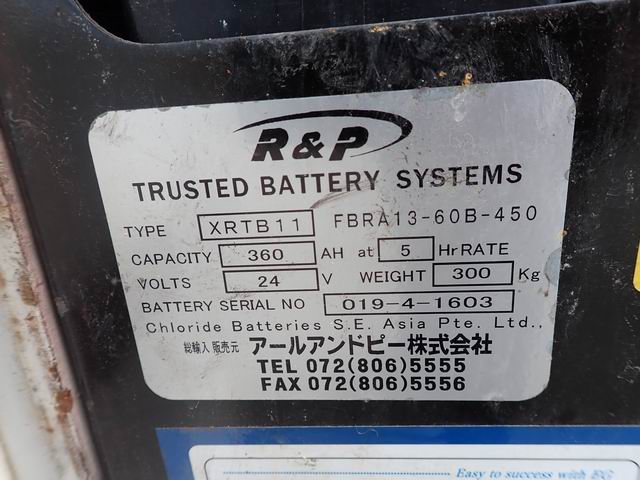 R&P
TRUSTED BATTERY SYSTEMS
TYPE XRTB11 FBRA13-60B-450
CAPACITY 360 AH at 5 HrRATE
VOLTS 24 V WEIGHT 300 Kg
BATTERY SERIAL NO 019-4-1603
Chloride Batteries S.E. Asia Pte. Ltd.,
総輸入販売元 アールアンドピー株式会社
TEL 072(806)5555
FAX 072(806)5556
Easy to success with EG